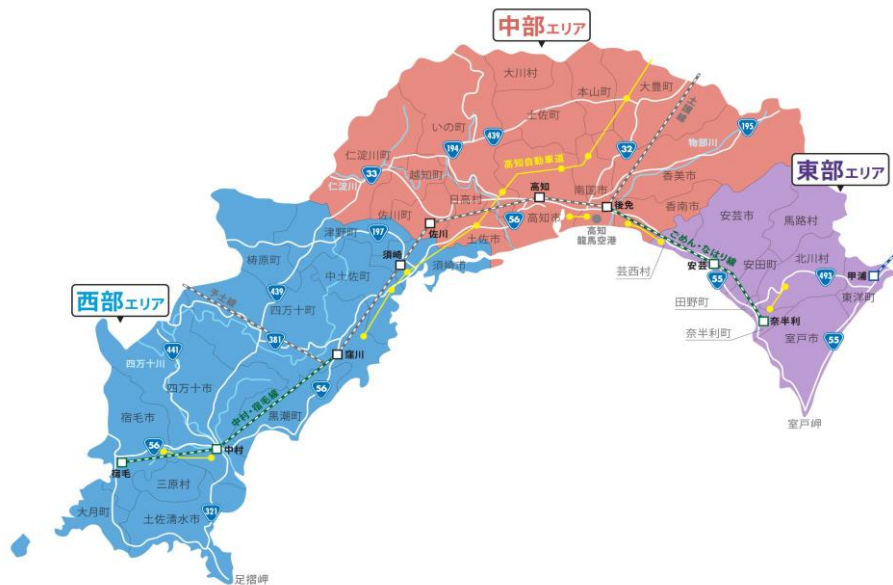 中部エリア
大川村
本山町
大豊町
土讃線
土佐町
いの町
439
195
194
32
物部川
仁淀川町
高知自動車道
33
越知町
香美市
東部エリア
仁淀川
日高村
高知
南国市
後免
佐川町
佐川
56
高知市
香南市
安芸市
馬路村
津野町
197
土佐市
高知
龍馬空港
ごめん・なはり線
須崎
須崎市
梼原町
中土佐町
芸西村
安芸
安田町
北川村
甲浦
西部エリア
439
55
493
予土線
四万十町
田野町
東洋町
381
奈半利
奈半利町
441
窪川
室戸市
55
四万十川
四万十市
56
中村・宿毛線
黒潮町
宿毛市
室戸岬
56
中村
宿毛
三原村
大月町
土佐清水市
321
足摺岬